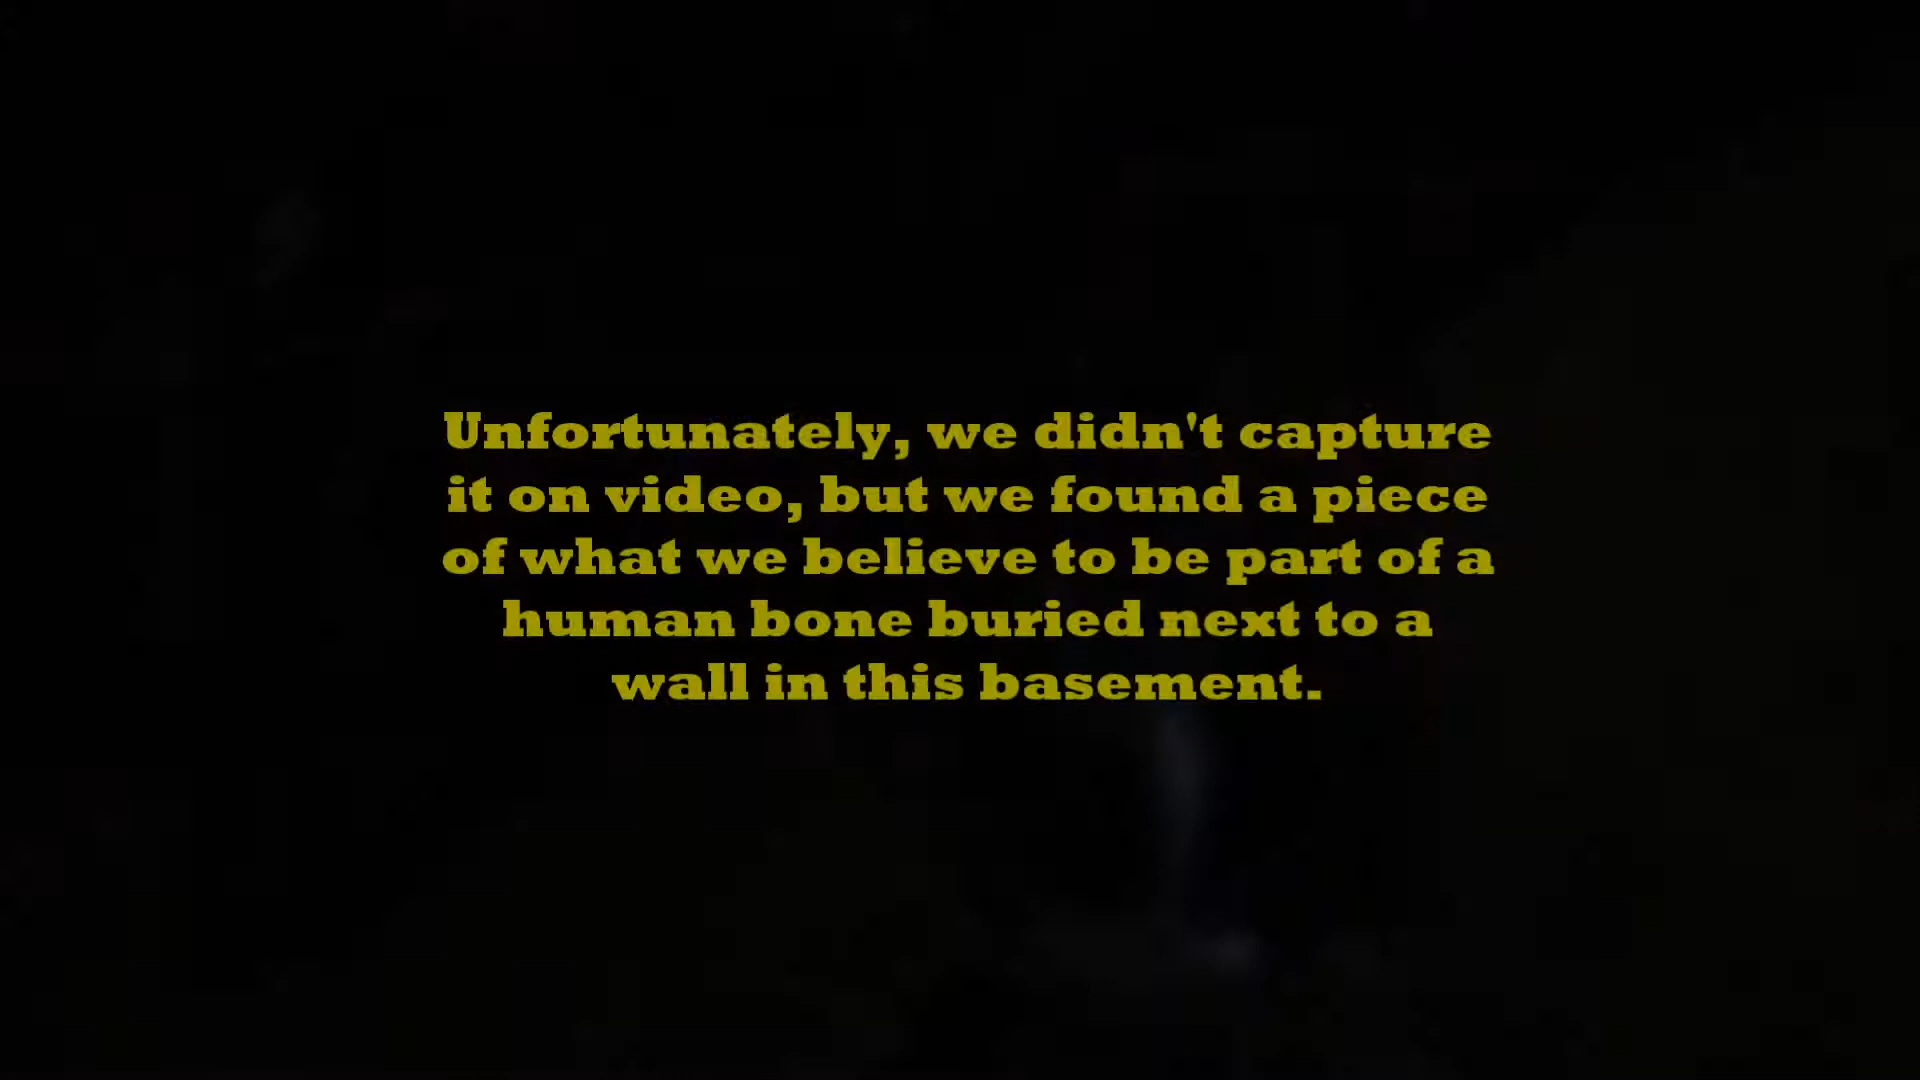 Unfortunately, we didn't capture
it on video, but we found a piece
of what we believe to be part of a
human bone buried next to a
wall in this basement.